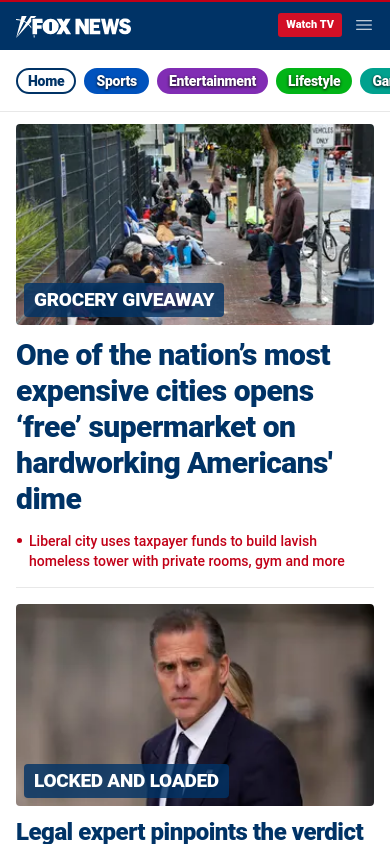 FOX NEWS
Watch TV
Home
Sports
Entertainment
Lifestyle
Ga
VEHICLES
ONLY
GROCERY GIVEAWAY
One of the nation’s most
expensive cities opens
‘free’ supermarket on
hardworking Americans'
dime
• Liberal city uses taxpayer funds to build lavish
homeless tower with private rooms, gym and more
LOCKED AND LOADED
Legal expert pinpoints the verdict